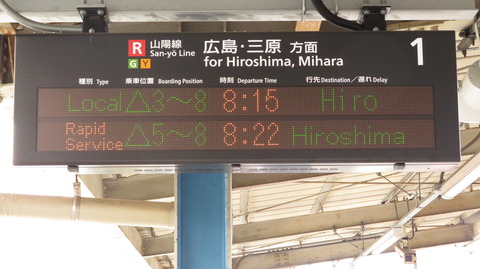 R 山陽線 広島・三原 方面 1
G Y San-yō Line for Hiroshima, Mihara
種別 Type 乗車位置 Boarding Position 時刻 Departure Time 行先 Destination / 遅れ Delay
Local △3～8 8:15 Hiro
Rapid Service △5～8 8:22 Hiroshima